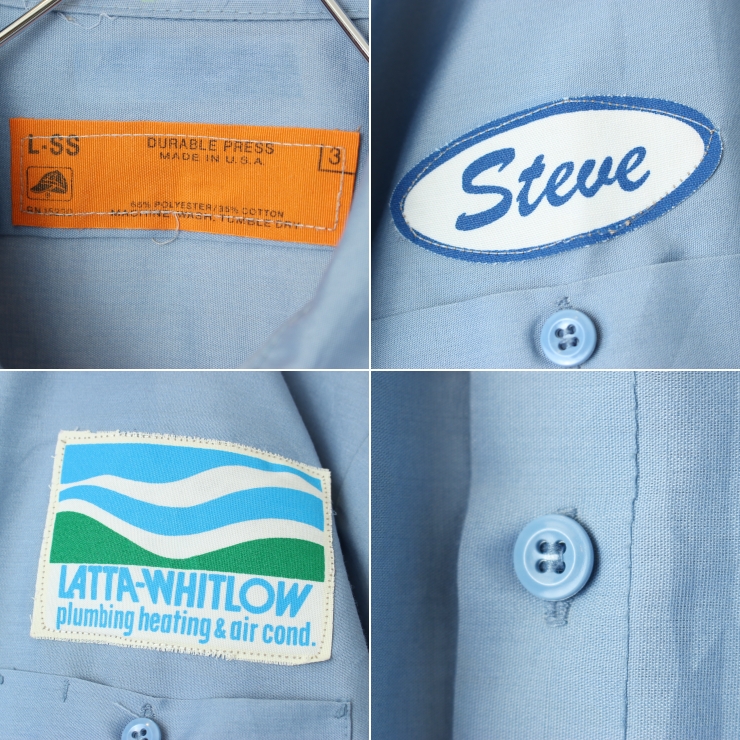 L-SS
DURABLE PRESS
MADE IN U.S.A.
3
65% POLYESTER/35% COTTON
MACHINE WASH, TUMBLE DRY
Steve
LATTA-WHITLOW
plumbing heating & air cond.